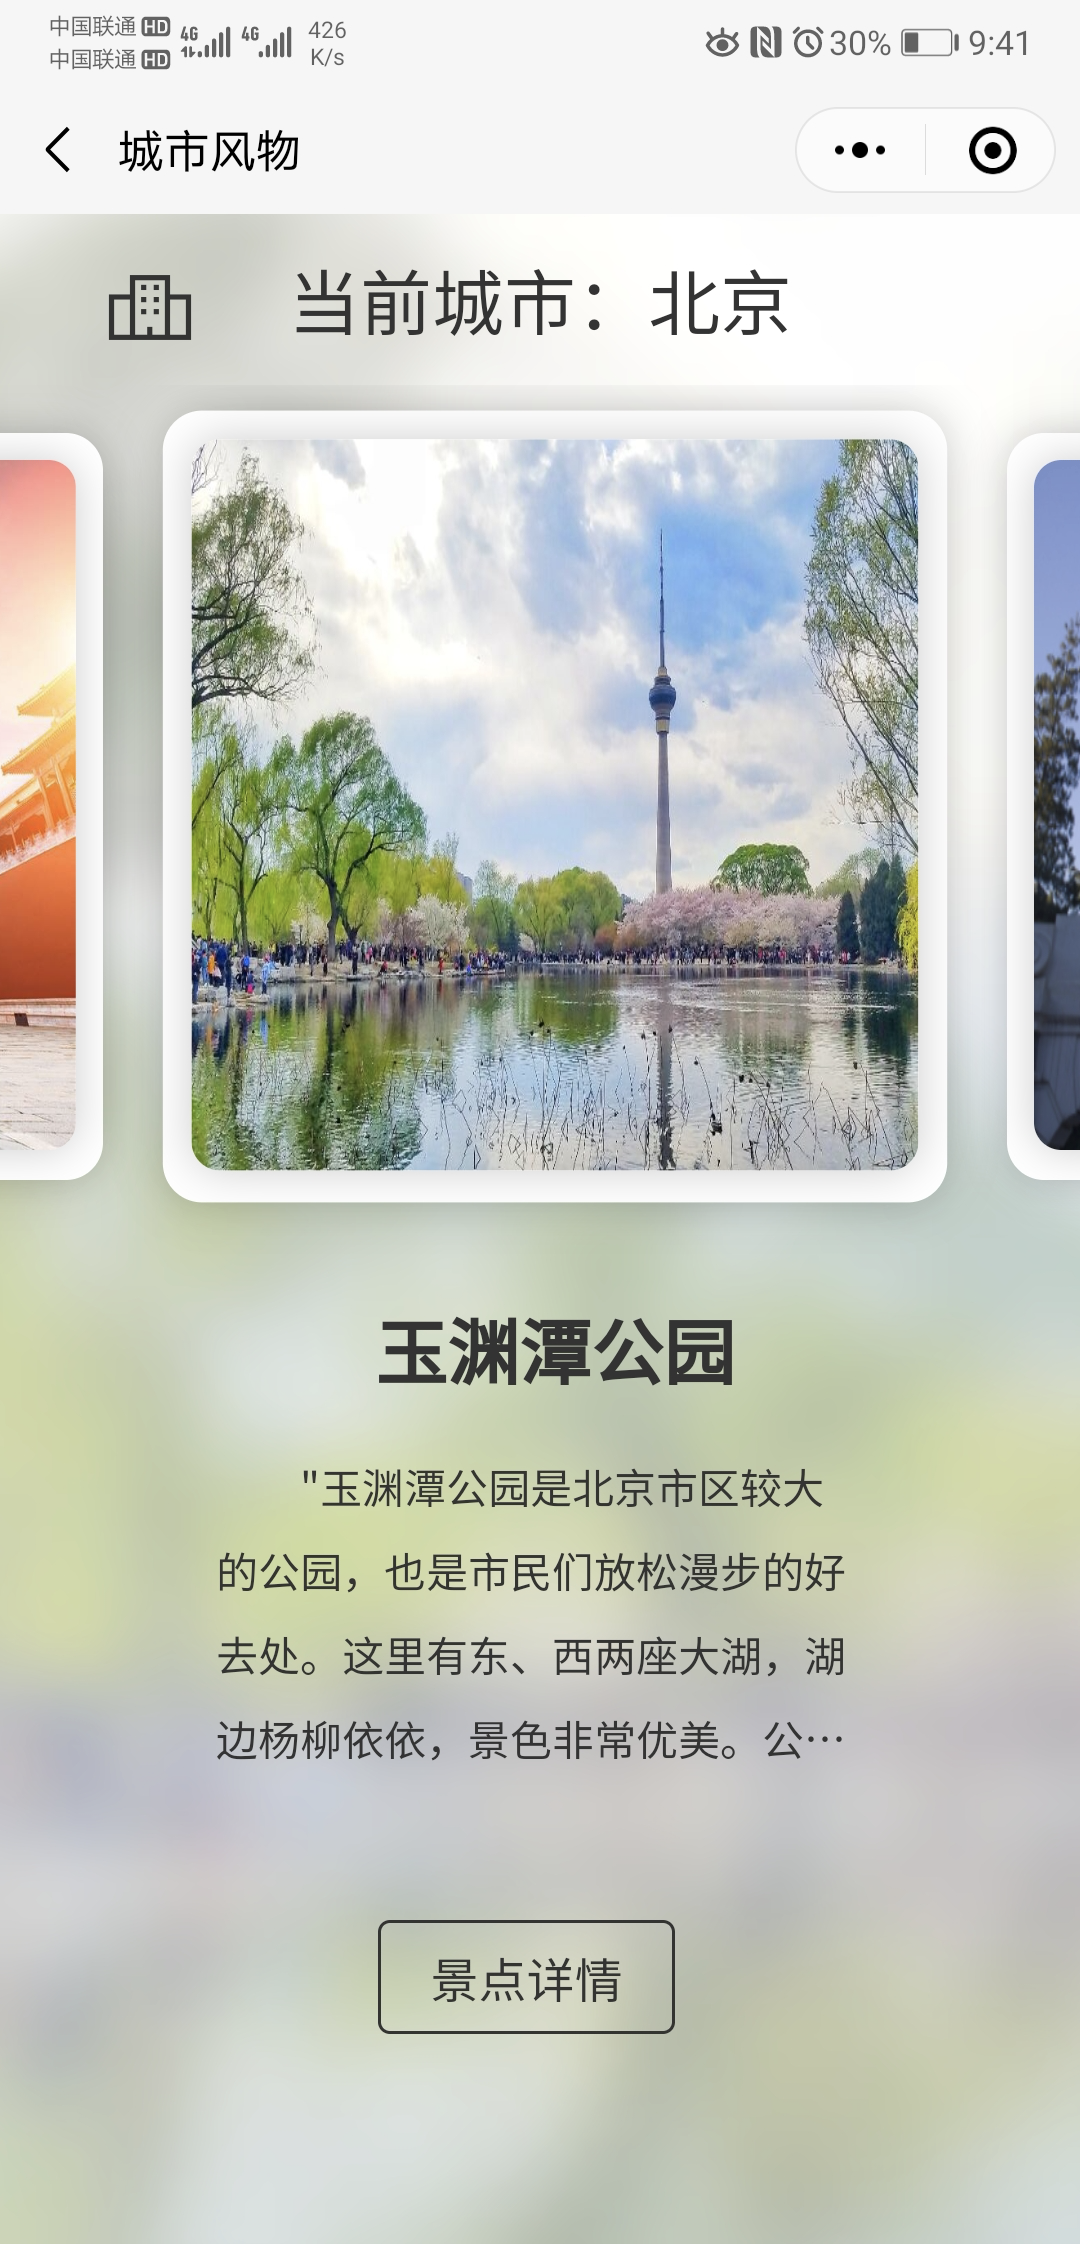 中国联通 HD 4G 4G 426 30% 9:41
中国联通 HD K/s
城市风物
当前城市：北京
玉渊潭公园
"玉渊潭公园是北京市区较大
的公园，也是市民们放松漫步的好
去处。这里有东、西两座大湖，湖
边杨柳依依，景色非常优美。公…
景点详情